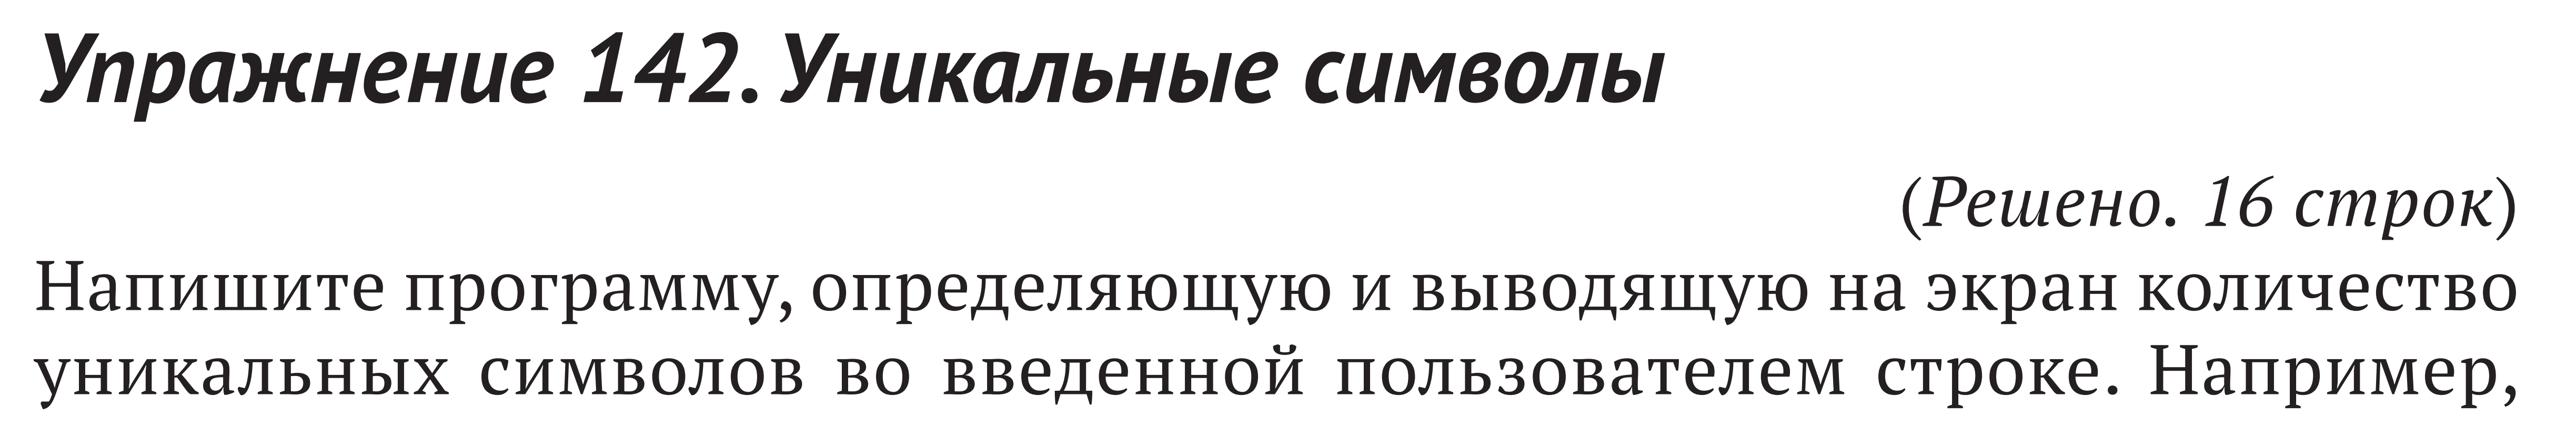 Упражнение 142. Уникальные символы
(Решено. 16 строк)
Напишите программу, определяющую и выводящую на экран количество
уникальных символов во введенной пользователем строке. Например,